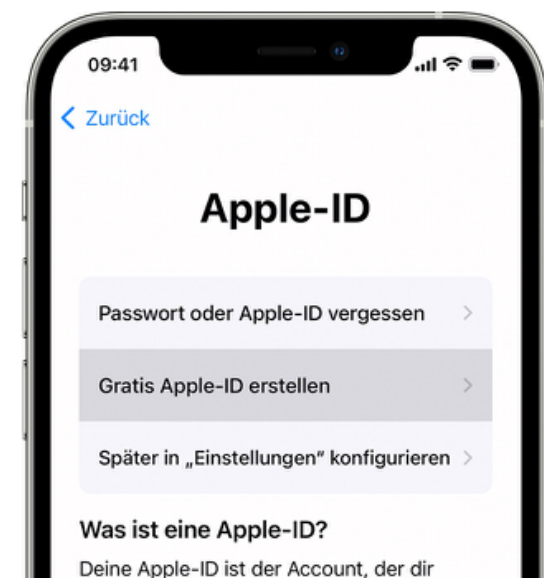 09:41
Zurück
Apple-ID
Passwort oder Apple-ID vergessen
Gratis Apple-ID erstellen
Später in „Einstellungen“ konfigurieren
Was ist eine Apple-ID?
Deine Apple-ID ist der Account, der dir